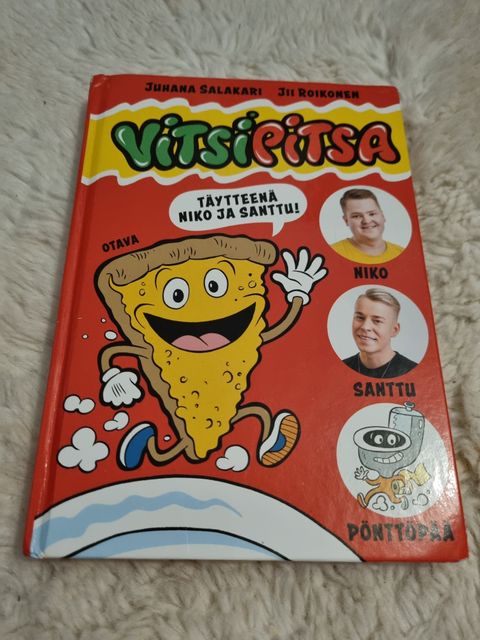 JUHANA SALAKARI JII ROIKONEN
VITSIPITSA
TÄYTTEENÄ
NIKO JA SANTTU!
OTAVA
NIKO
SANTTU
PÖNTTÖPÄÄ